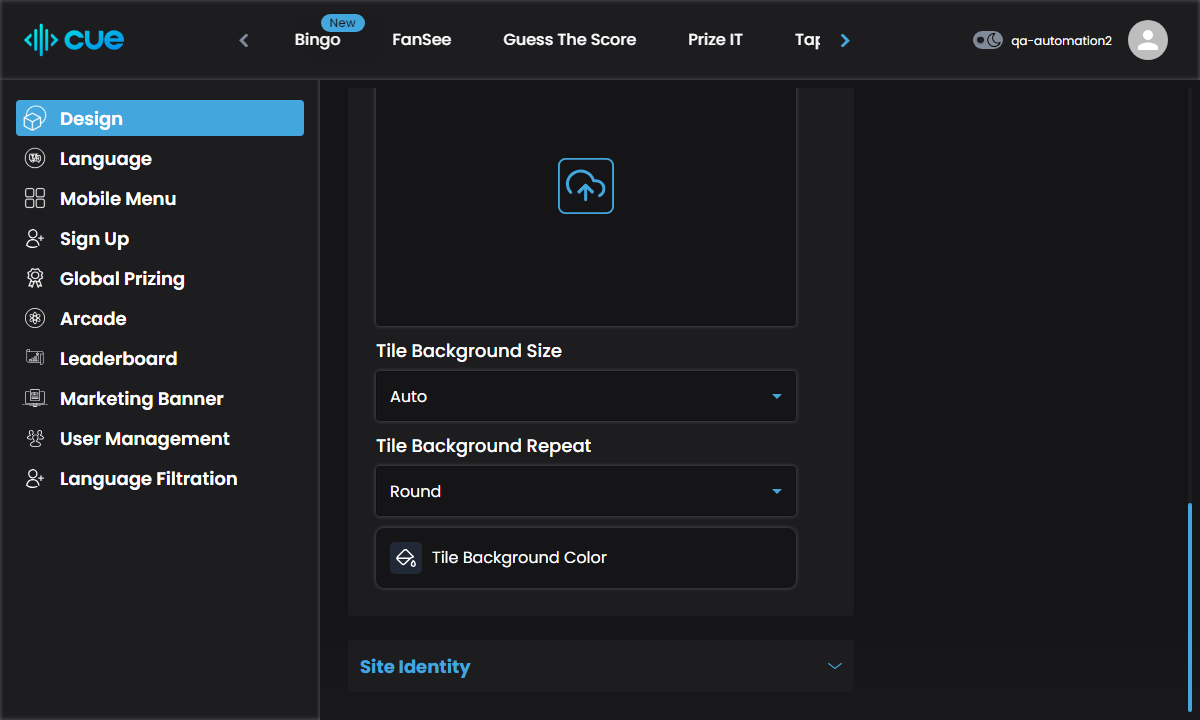 cue
New
Bingo
FanSee
Guess The Score
Prize IT
Tap
qa-automation2
Design
Language
Mobile Menu
Sign Up
Global Prizing
Arcade
Leaderboard
Marketing Banner
User Management
Language Filtration
Tile Background Size
Auto
Tile Background Repeat
Round
Tile Background Color
Site Identity